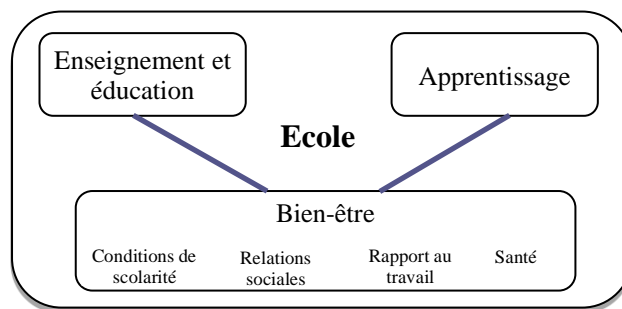 Enseignement et
éducation
Apprentissage
Ecole
Bien-être
Conditions de
scolarité
Relations
sociales
Rapport au
travail
Santé